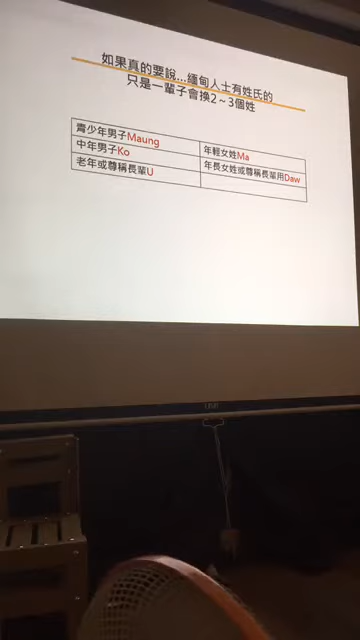 如果真的要說...緬甸人士有姓氏的
只是一輩子會換2～3個姓
青少年男子Maung
年輕女姓Ma
中年男子Ko
年長女姓或尊稱長輩用Daw
老年或尊稱長輩U